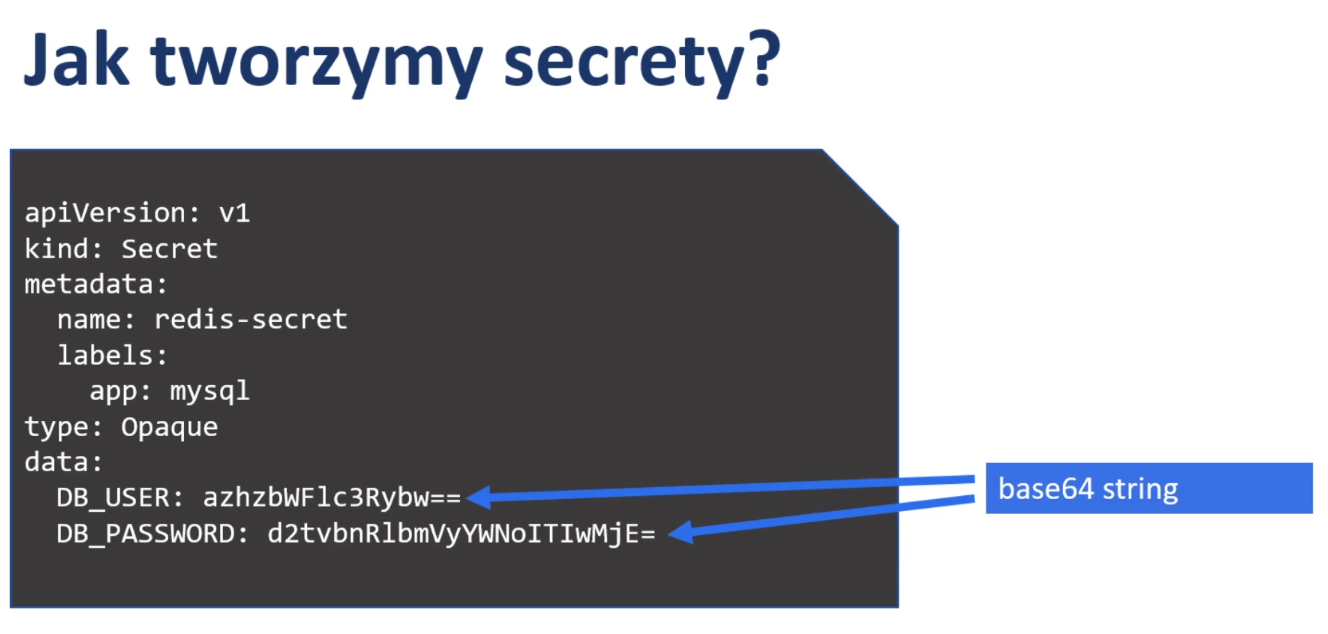 Jak tworzymy secrety?
apiVersion: v1
kind: Secret
metadata:
  name: redis-secret
  labels:
    app: mysql
type: Opaque
data:
  DB_USER: azhzbWFlc3Rybw==
  DB_PASSWORD: d2tvbnRlbmVyYWNoITIwMjE=
base64 string